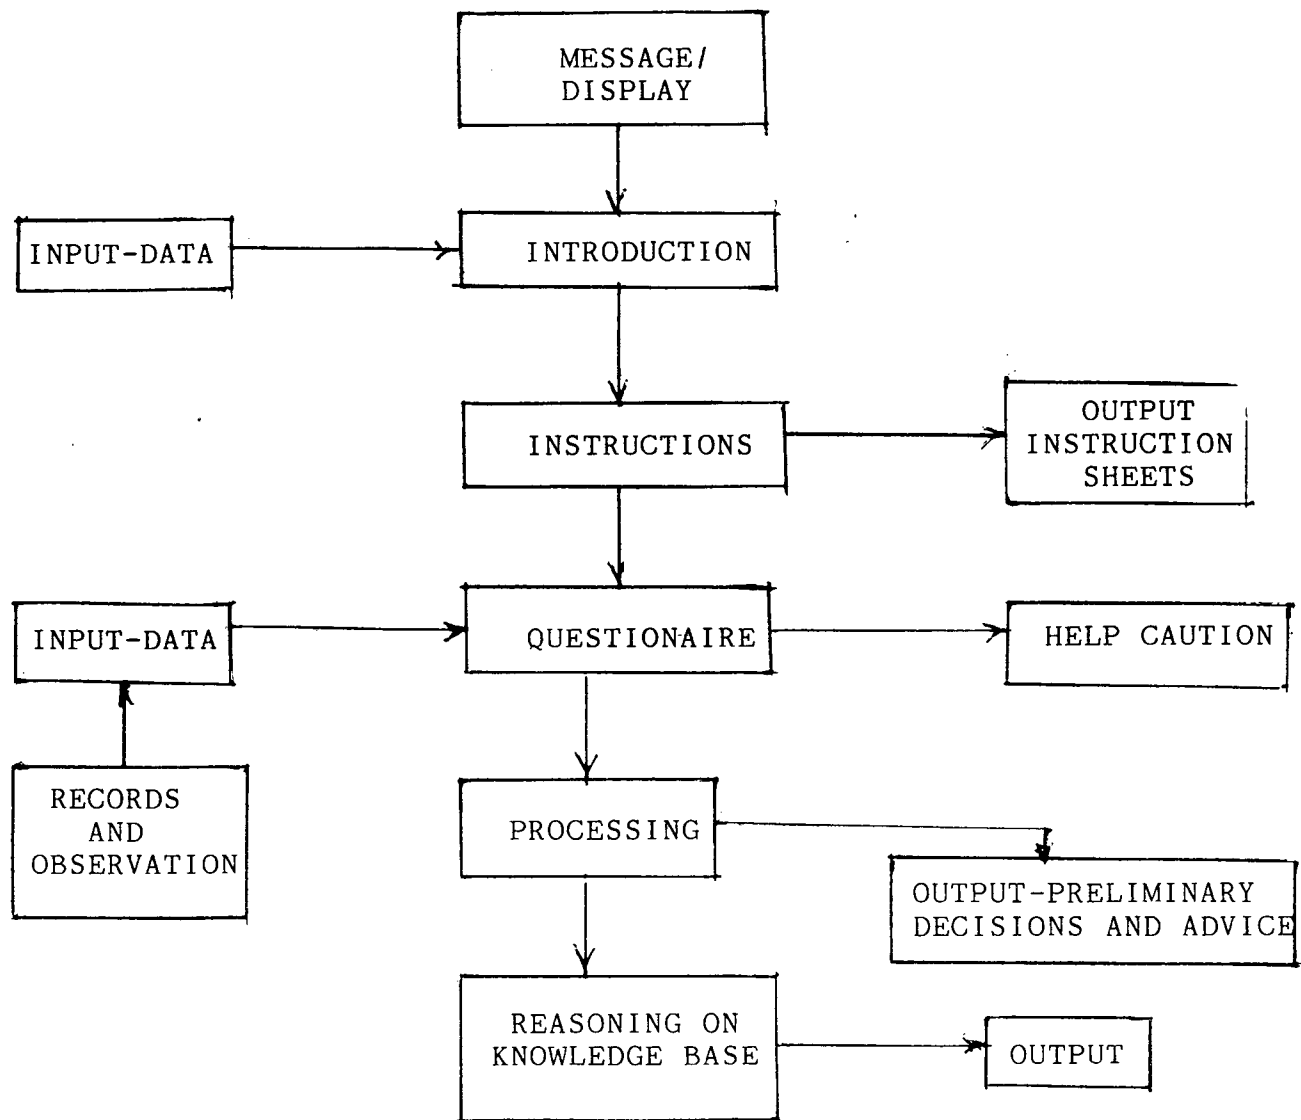 MESSAGE/
DISPLAY
INPUT-DATA
INTRODUCTION
INSTRUCTIONS
OUTPUT
INSTRUCTION
SHEETS
INPUT-DATA
QUESTIONAIRE
HELP CAUTION
RECORDS
AND
OBSERVATION
PROCESSING
OUTPUT-PRELIMINARY
DECISIONS AND ADVICE
REASONING ON
KNOWLEDGE BASE
OUTPUT